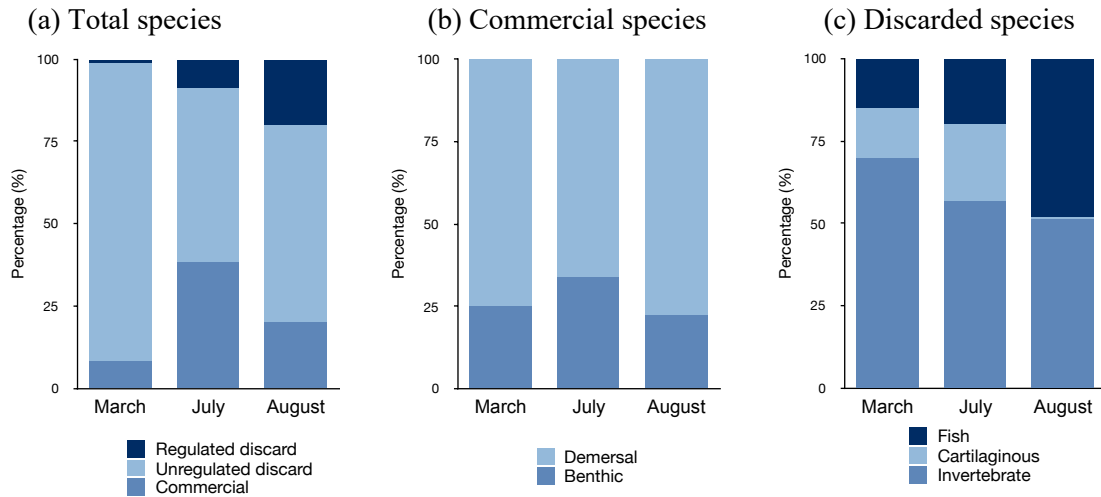 (a) Total species
100
75
50
25
0
Percentage (%)
March July August
Regulated discard
Unregulated discard
Commercial
(b) Commercial species
100
75
50
25
0
Percentage (%)
March July August
Demersal
Benthic
(c) Discarded species
100
75
50
25
0
Percentage (%)
March July August
Fish
Cartilaginous
Invertebrate